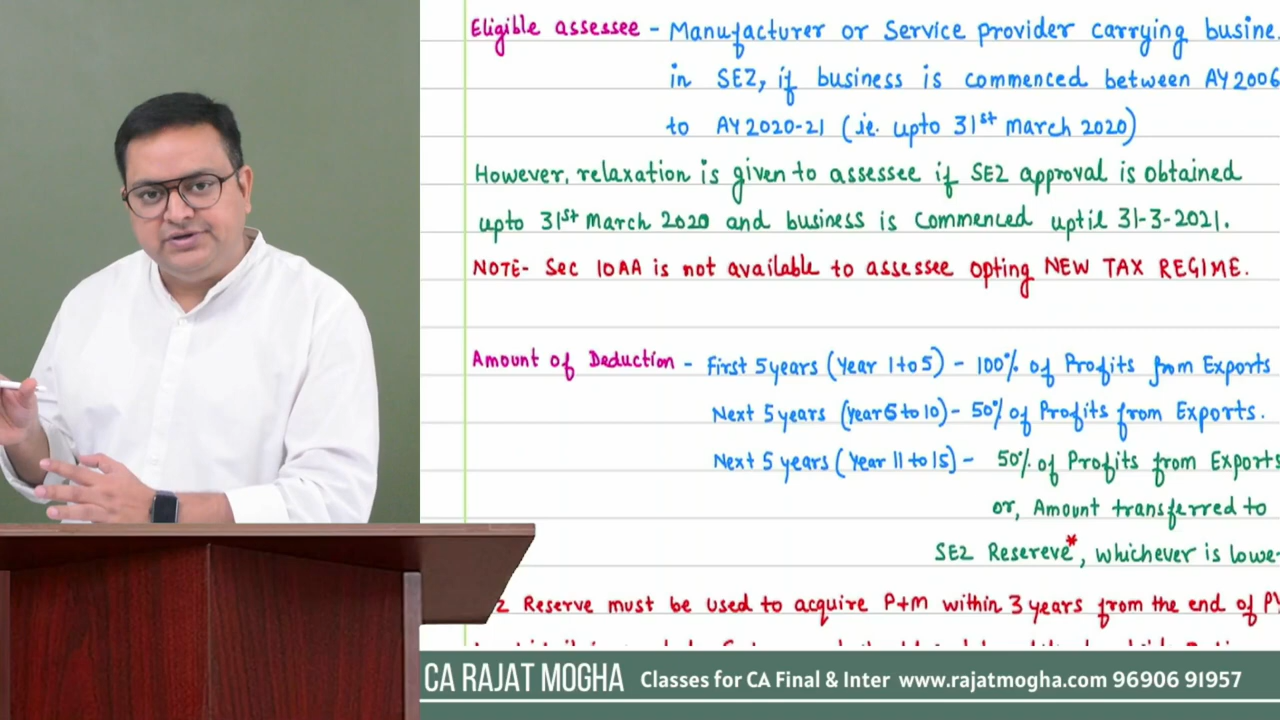 Eligible assessee - Manufacturer or Service provider carrying busine
in SEZ, if business is commenced between AY 2006
to AY 2020-21 (ie. upto 31st March 2020)
However, relaxation is given to assessee if SEZ approval is obtained
upto 31st March 2020 and business is commenced uptil 31-3-2021.
NOTE- Sec 10AA is not available to assessee opting NEW TAX REGIME.
Amount of Deduction - First 5 years (Year 1 to 5) - 100% of Profits from Exports
Next 5 years (Year 6 to 10) - 50% of Profits from Exports.
Next 5 years (Year 11 to 15) - 50% of Profits from Exports
or, Amount transferred to
SEZ Resereve*, whichever is lower
Z Reserve must be used to acquire P+M within 3 years from the end of PY
CA RAJAT MOGHA Classes for CA Final & Inter www.rajatmogha.com 96906 91957